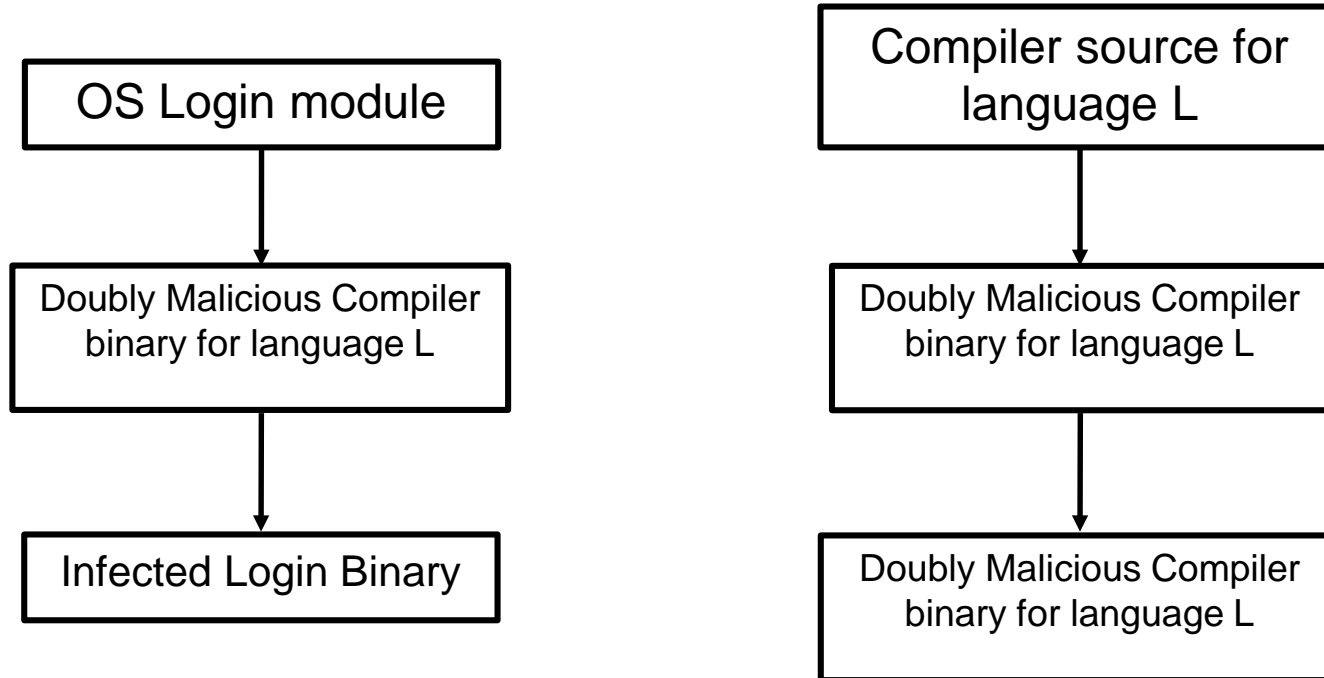 OS Login module
Doubly Malicious Compiler
binary for language L
Infected Login Binary
Compiler source for
language L
Doubly Malicious Compiler
binary for language L
Doubly Malicious Compiler
binary for language L